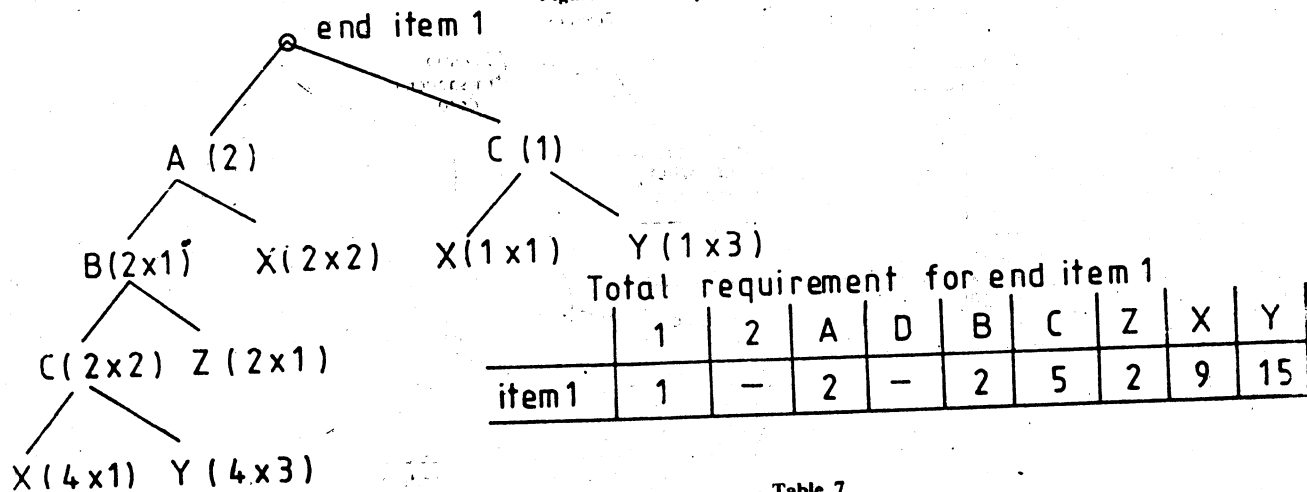 end item 1
A (2)
C (1)
B(2x1) X(2x2) X(1x1) Y(1x3)
Total requirement for end item 1
C(2x2) Z(2x1)
1 2 A D B C Z X Y
item1 1 – 2 – 2 5 2 9 15
X(4x1) Y(4x3)
Table 7